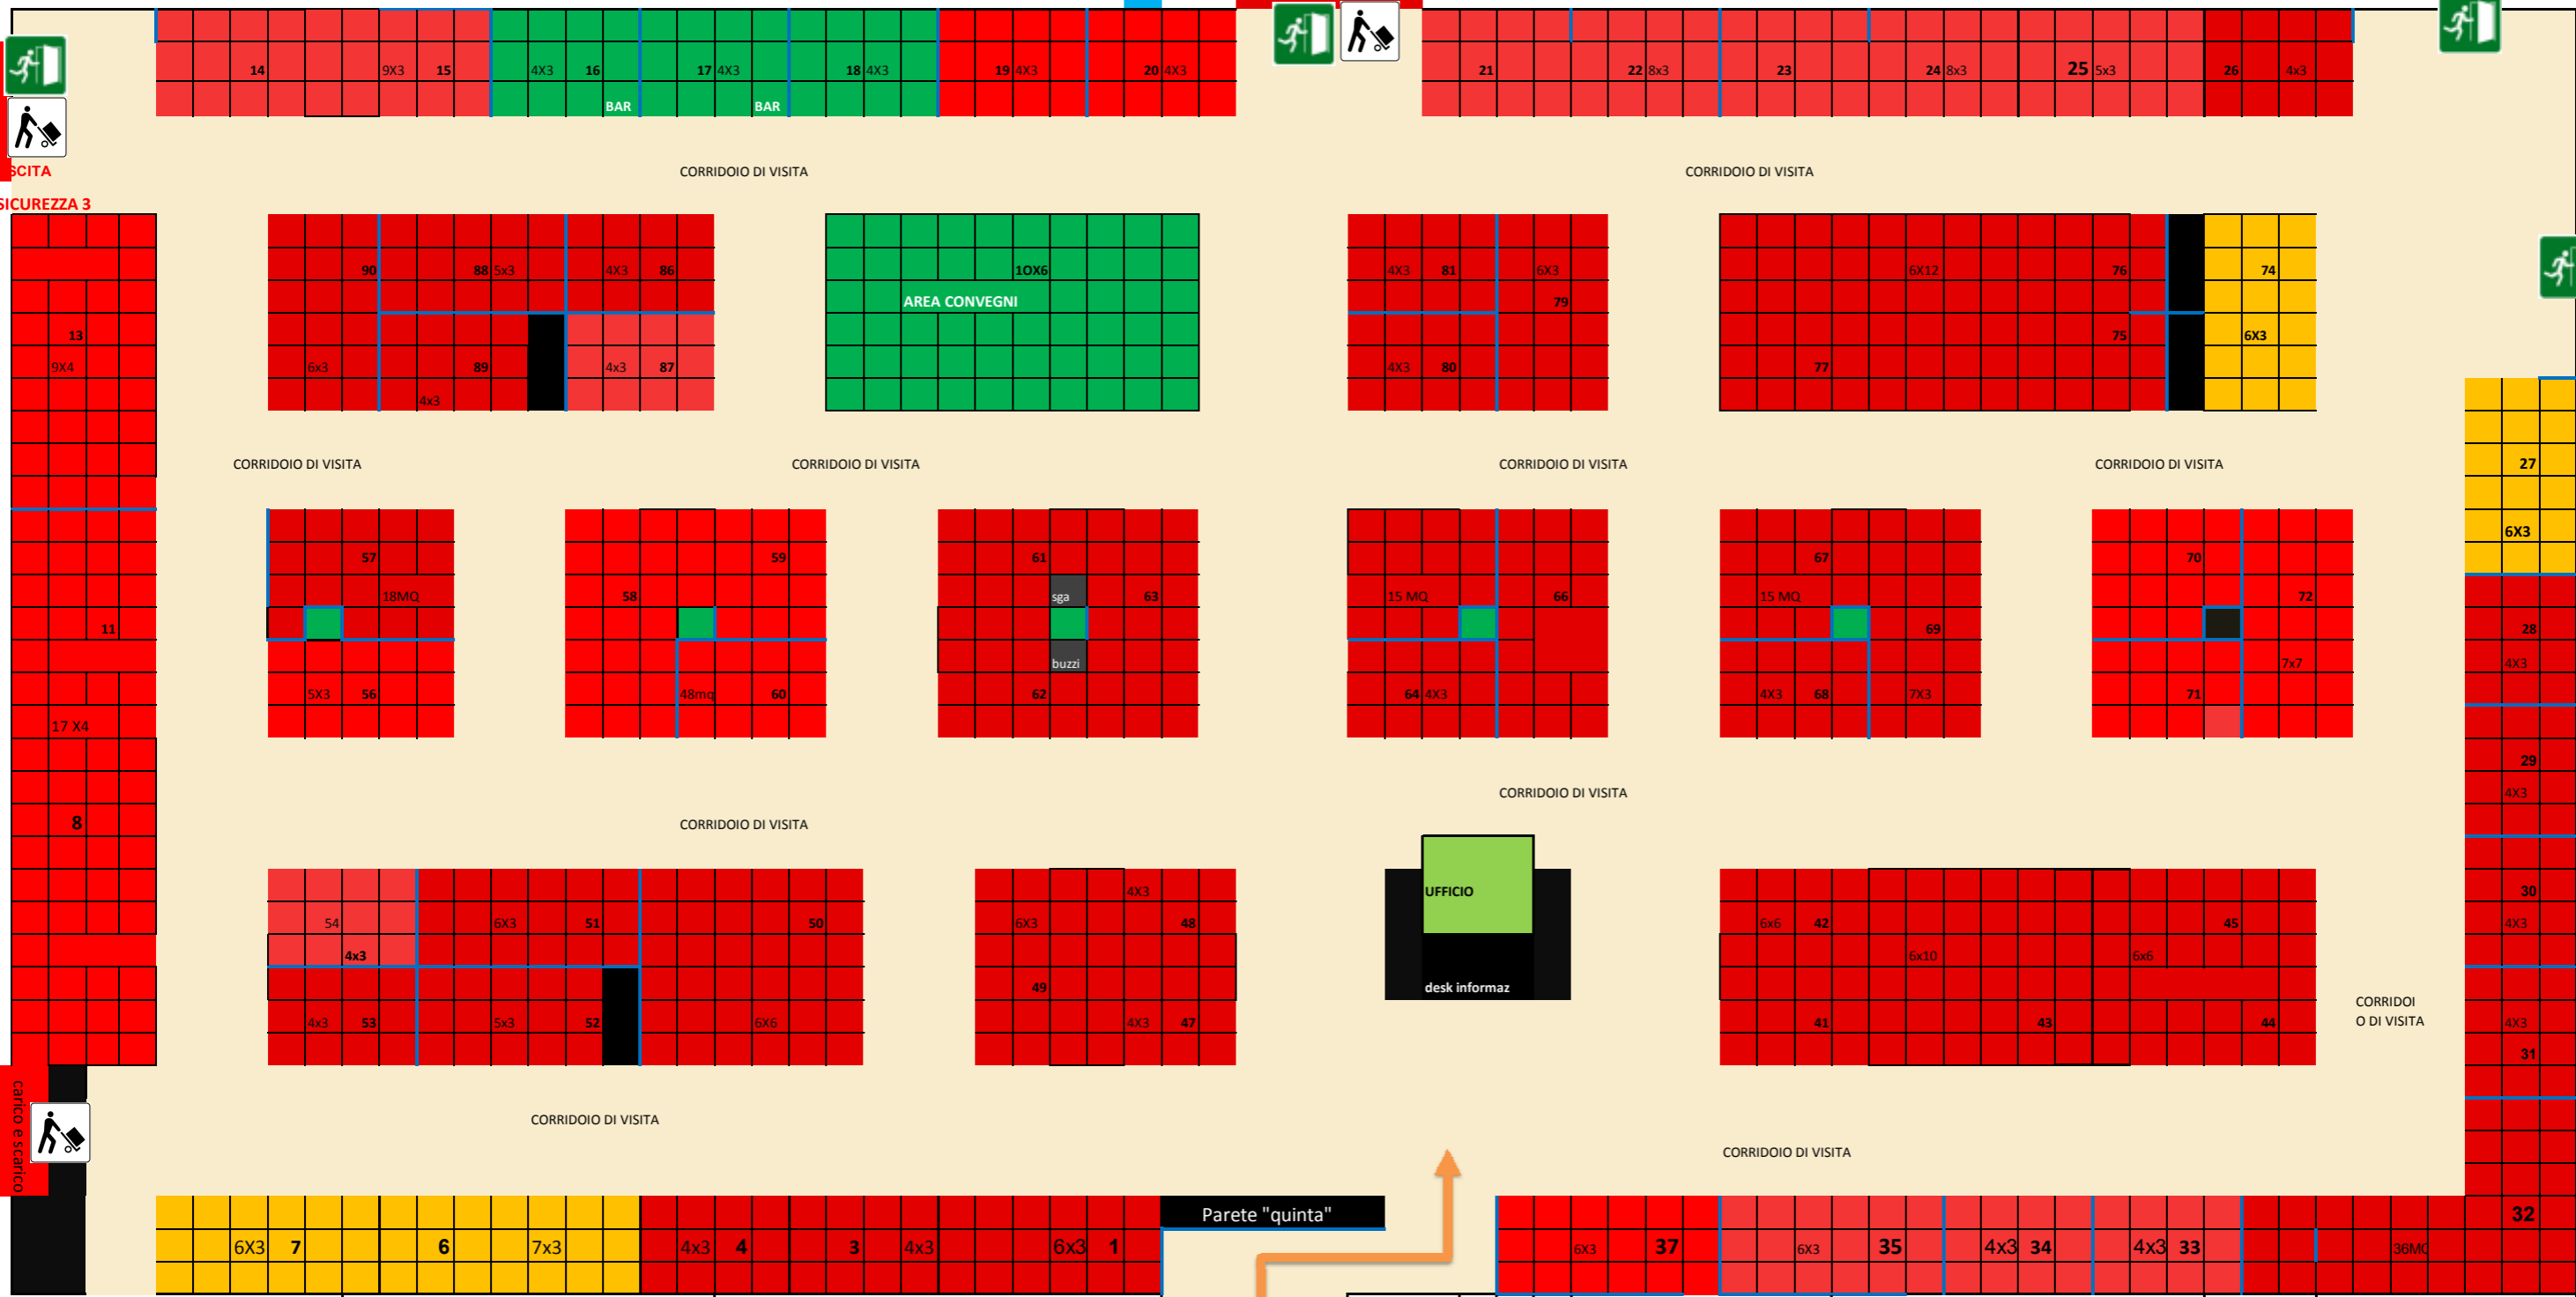 14 9X3 15 4X3 16 17 4X3 18 4X3 19 4X3 20 4X3 21 22 8x3 23 24 8x3 25 5x3 26 4x3
BAR BAR
SCITA
CORRIDOIO DI VISITA CORRIDOIO DI VISITA
SICUREZZA 3
90 88 5x3 4X3 86 10X6 4X3 81 6X3 6X12 76 74
AREA CONVEGNI 79
13 75 6X3
9X4 6x3 89 4x3 87 4X3 80 77
4x3
CORRIDOIO DI VISITA CORRIDOIO DI VISITA CORRIDOIO DI VISITA CORRIDOIO DI VISITA 27
6X3
57 59 61 67 70
18MQ 58 sga 63 15 MQ 66 15 MQ 72
11 69 28
buzzi 7x7 4X3
5X3 56 48mq 60 62 64 4X3 4X3 68 7X3 71
17 X4
29
CORRIDOIO DI VISITA 4X3
8 CORRIDOIO DI VISITA
4X3 UFFICIO 30
54 6X3 51 50 6X3 48 6x6 42 45 4X3
4x3 6x10 6x6
49 desk informaz
CORRIDOI
O DI VISITA
4x3 53 5x3 52 6X6 4X3 47 41 43 44 4X3
31
carico e scarico
CORRIDOIO DI VISITA
CORRIDOIO DI VISITA
Parete "quinta" 32
6X3 7 6 7x3 4x3 4 3 4x3 6x3 1 6X3 37 6X3 35 4x3 34 4x3 33